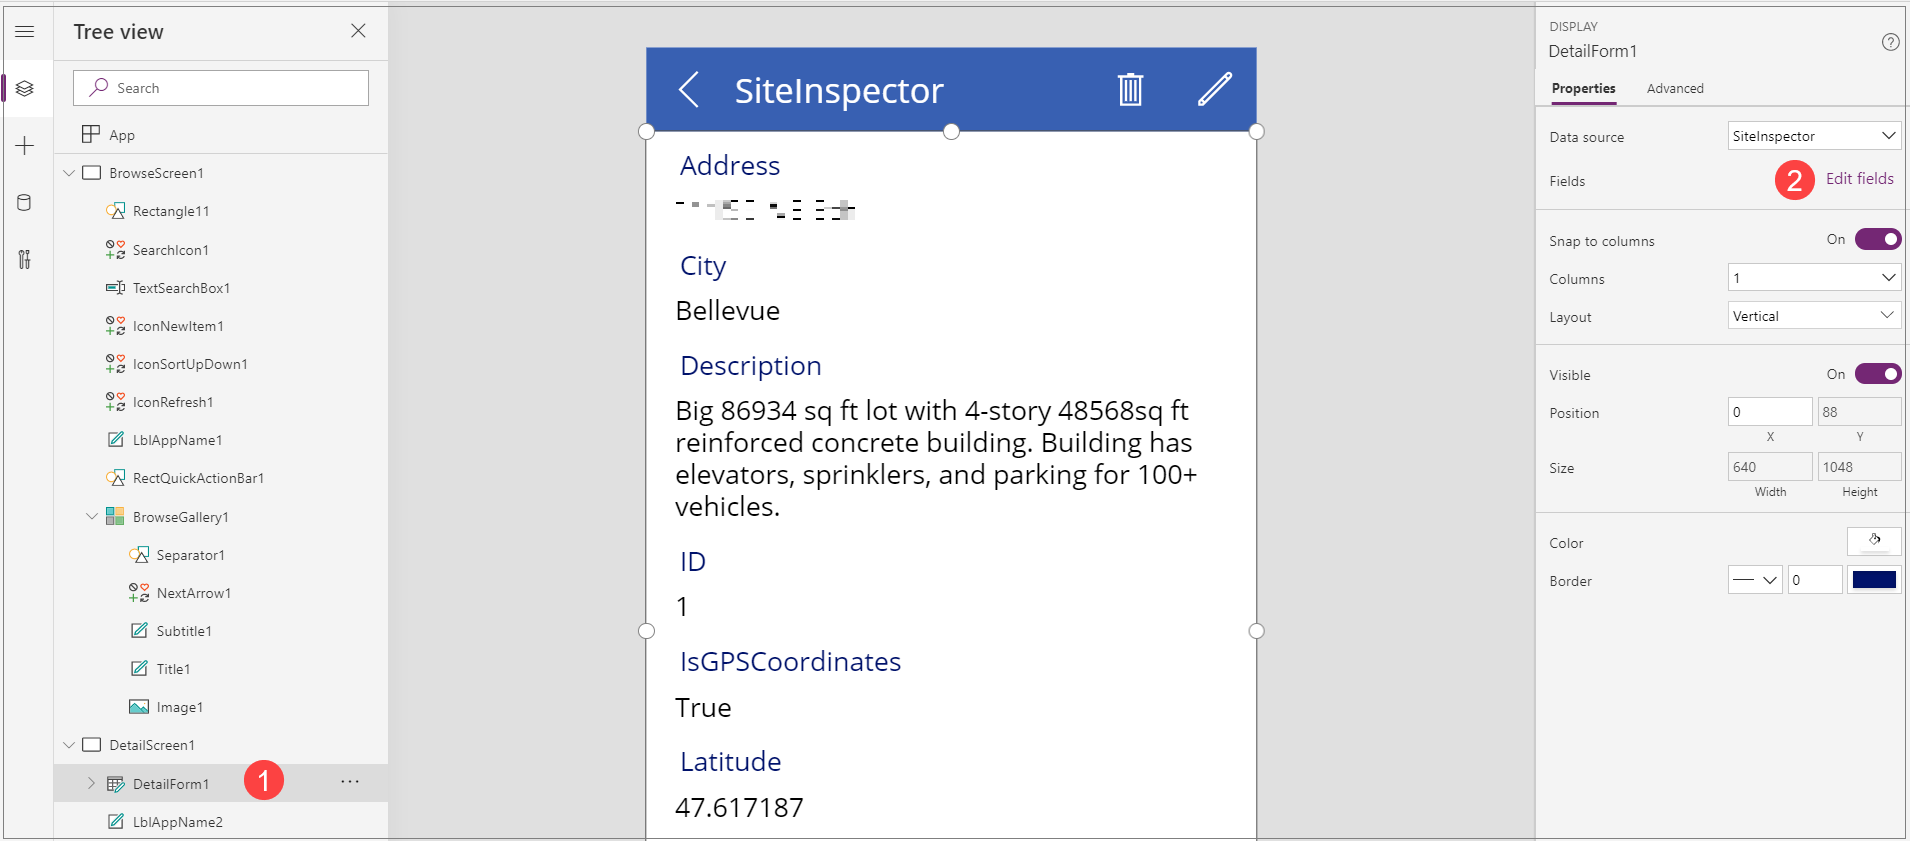 Tree view
Search
App
BrowseScreen1
Rectangle11
SearchIcon1
TextSearchBox1
IconNewItem1
IconSortUpDown1
IconRefresh1
LblAppName1
RectQuickActionBar1
BrowseGallery1
Separator1
NextArrow1
Subtitle1
Title1
Image1
DetailScreen1
DetailForm1
1
...
LblAppName2
SiteInspector
Address
City
Bellevue
Description
Big 86934 sq ft lot with 4-story 48568sq ft
reinforced concrete building. Building has
elevators, sprinklers, and parking for 100+
vehicles.
ID
1
IsGPSCoordinates
True
Latitude
47.617187
DISPLAY
DetailForm1
?
Properties Advanced
Data source SiteInspector
Fields 2 Edit fields
Snap to columns On
Columns 1
Layout Vertical
Visible On
Position 0 88
X Y
Size 640 1048
Width Height
Color
Border 0